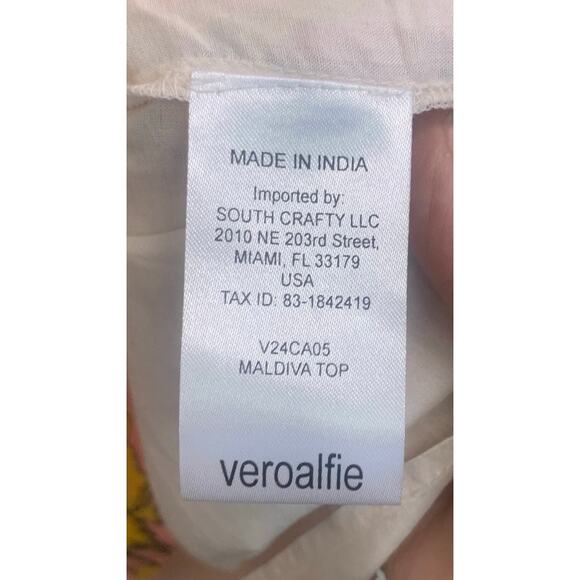 MADE IN INDIA
Imported by:
SOUTH CRAFTY LLC
2010 NE 203rd Street,
MIAMI, FL 33179
USA
TAX ID: 83-1842419
V24CA05
MALDIVA TOP
veroalfie